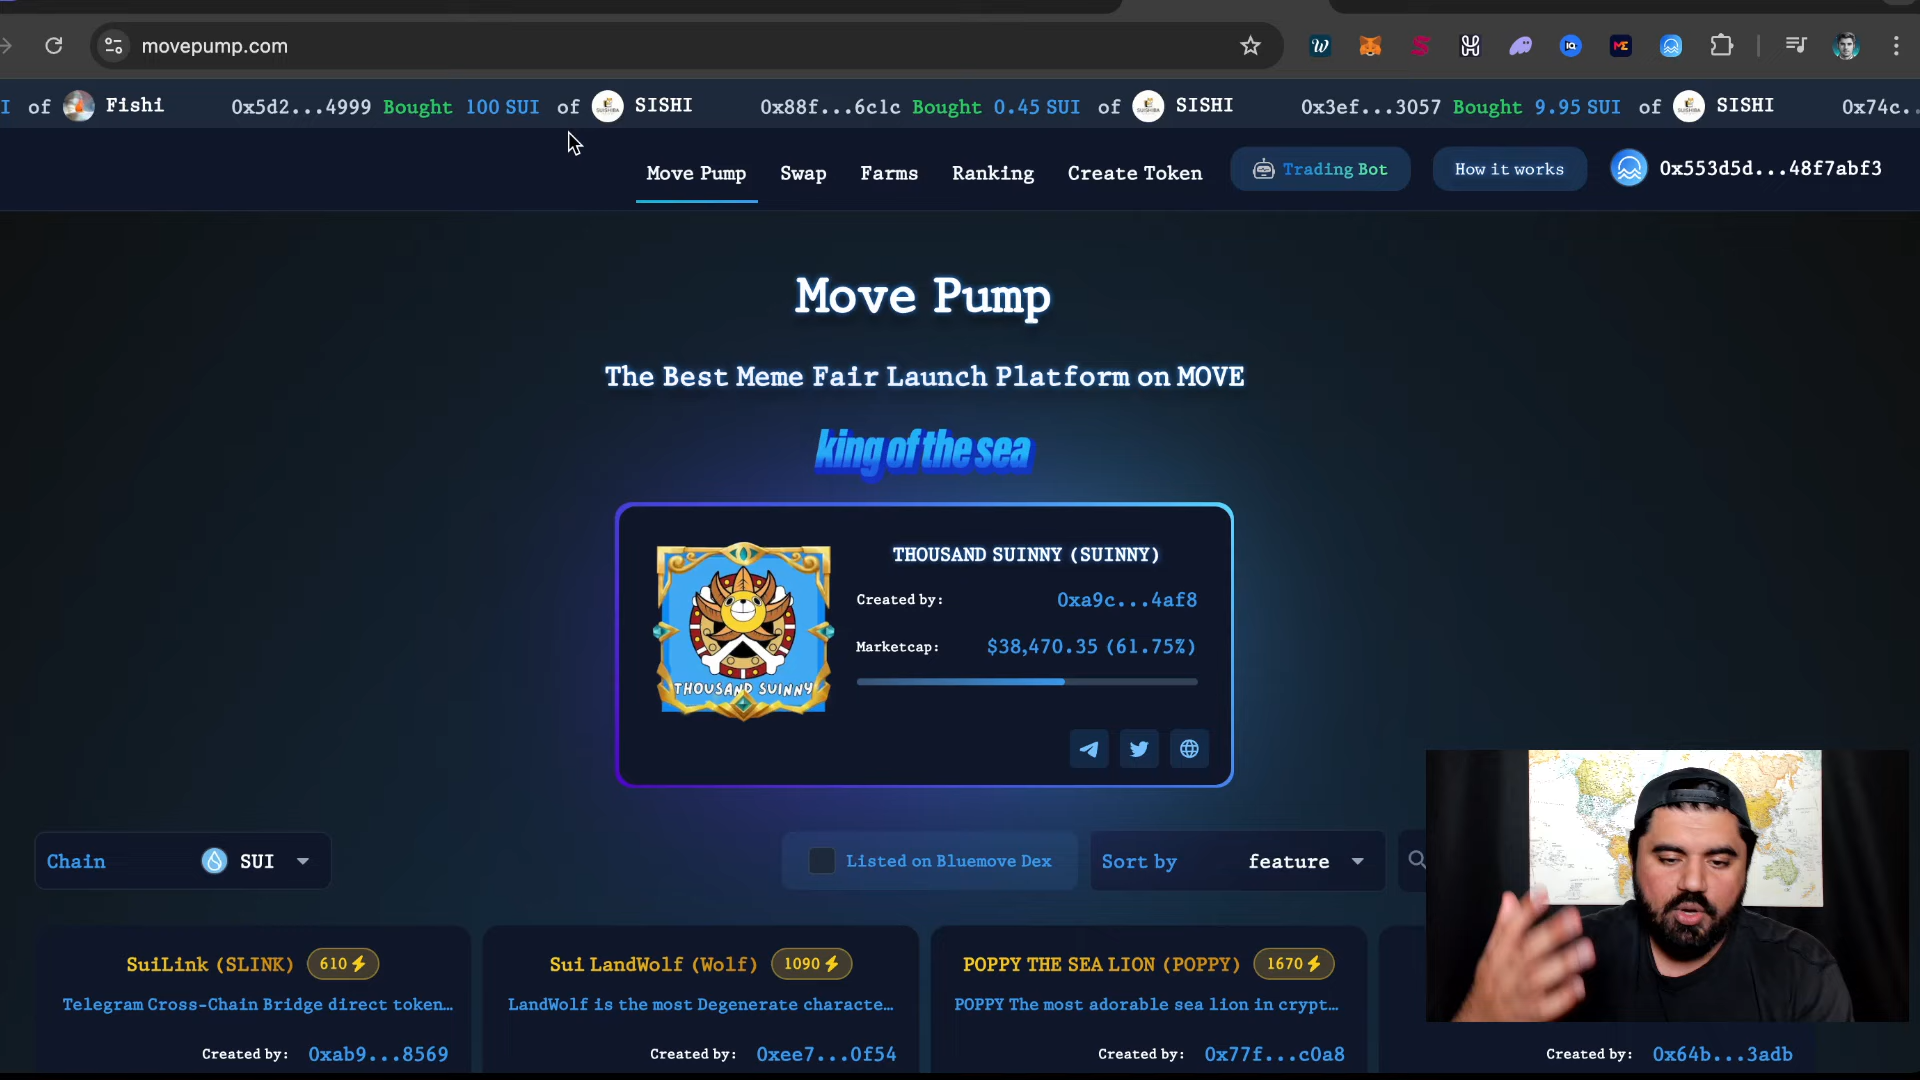 movepump.com
I of Fishi 0x5d2...4999 Bought 100 SUI of SISHI 0x88f...6c1c Bought 0.45 SUI of SISHI 0x3ef...3057 Bought 9.95 SUI of SISHI 0x74c..
Move Pump Swap Farms Ranking Create Token Trading Bot How it works 0x553d5d...48f7abf3
Move Pump
The Best Meme Fair Launch Platform on MOVE
king of the sea
THOUSAND SUINNY (SUINNY)
Created by: 0xa9c...4af8
Marketcap: $38,470.35 (61.75%)
THOUSAND SUINNY
Chain SUI Listed on Bluemove Dex Sort by feature
SuiLink (SLINK) 610 Sui LandWolf (Wolf) 1090 POPPY THE SEA LION (POPPY) 1670
Telegram Cross-Chain Bridge direct token… LandWolf is the most Degenerate characte… POPPY The most adorable sea lion in crypt…
Created by: 0xab9...8569 Created by: 0xee7...0f54 Created by: 0x77f...c0a8 Created by: 0x64b...3adb